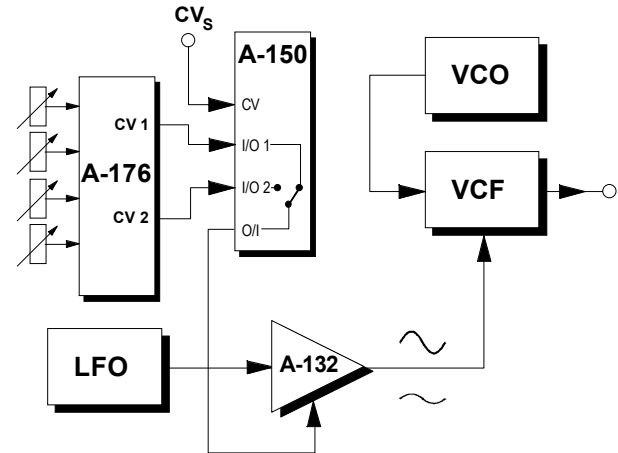 CVS
A-150
CV
I/O 1
I/O 2
O/I
A-176
CV 1
CV 2
VCO
VCF
LFO
A-132